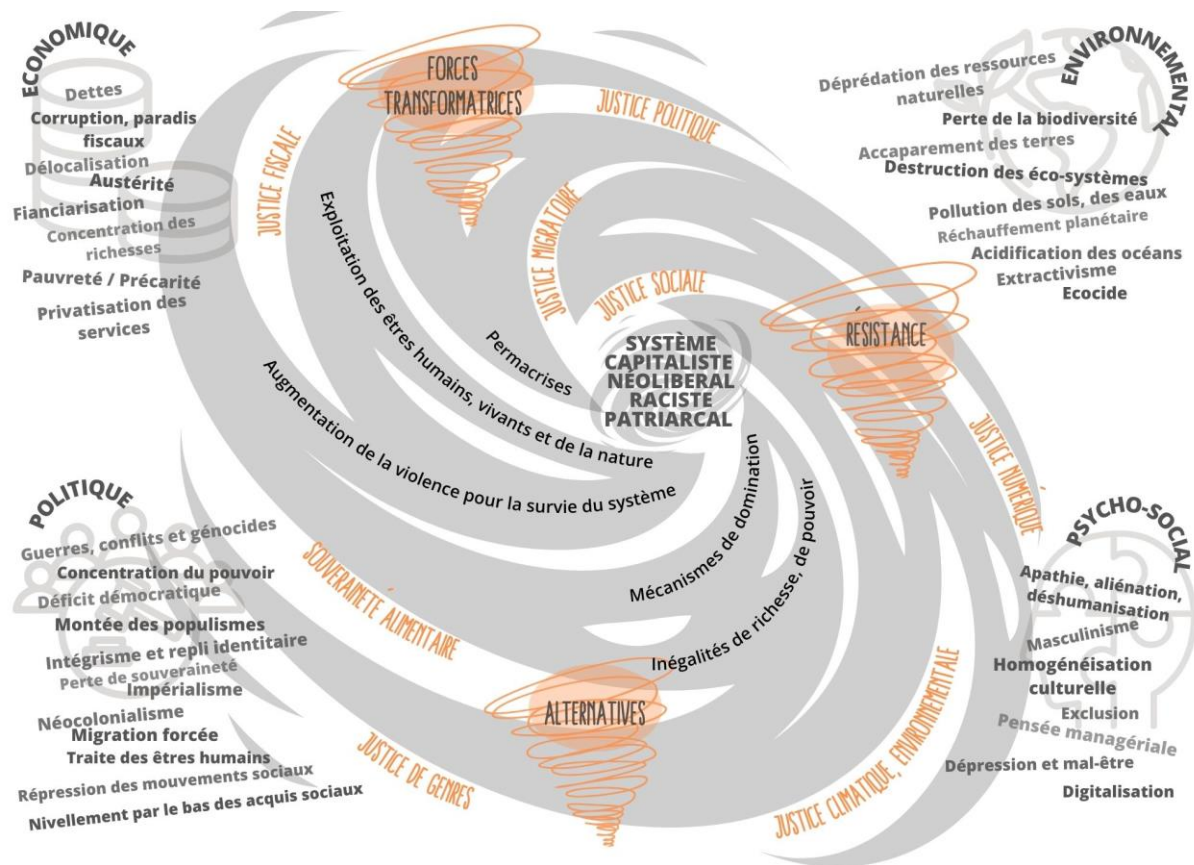 ECONOMIQUE
Dettes
Corruption, paradis
fiscaux
Délocalisation
Austérité
Fianciarisation
Concentration des
richesses
Pauvreté / Précarité
Privatisation des
services
FORCES
TRANSFORMATRICES
JUSTICE POLITIQUE
JUSTICE FISCALE
JUSTICE MIGRATOIRE
JUSTICE SOCIALE
ENVIRONNEMENTAL
Déprédation des ressources
naturelles
Perte de la biodiversité
Accaparement des terres
Destruction des éco-systèmes
Pollution des sols, des eaux
Réchauffement planétaire
Acidification des océans
Extractivisme
Ecocide
RÉSISTANCE
SYSTÈME
CAPITALISTE
NÉOLIBERAL
RACISTE
PATRIARCAL
Permacrises
Exploitation des êtres humains, vivants et de la nature
Augmentation de la violence pour la survie du système
Mécanismes de domination
Inégalités de richesse, de pouvoir
JUSTICE NUMÉRIQUE
POLITIQUE
Guerres, conflits et génocides
Concentration du pouvoir
Déficit démocratique
Montée des populismes
Intégrisme et repli identitaire
Perte de souveraineté
Impérialisme
Néocolonialisme
Migration forcée
Traite des êtres humains
Répression des mouvements sociaux
Nivellement par le bas des acquis sociaux
SOUVERAINETÉ ALIMENTAIRE
ALTERNATIVES
JUSTICE DE GENRES
JUSTICE CLIMATIQUE, ENVIRONNEMENTALE
PSYCHO-SOCIAL
Apathie, aliénation,
déshumanisation
Masculinisme
Homogénéisation
culturelle
Exclusion
Pensée managériale
Dépression et mal-être
Digitalisation